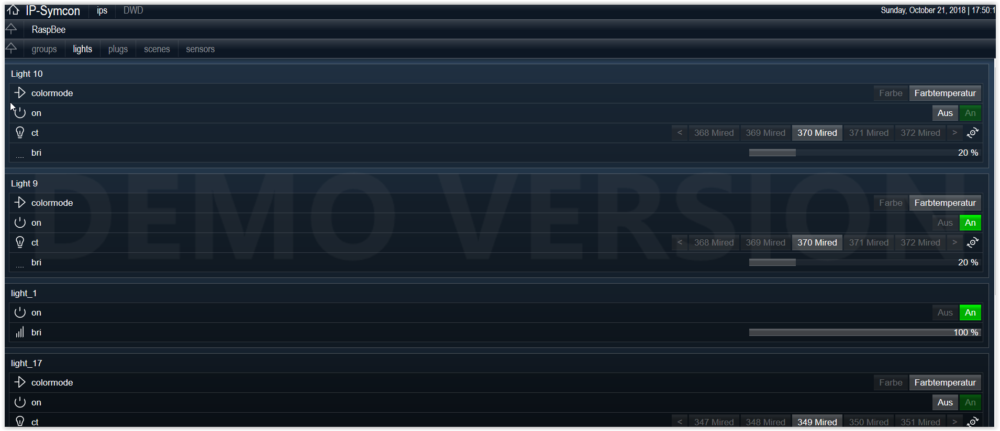 IP-Symcon ips DWD Sunday, October 21, 2018 | 17:50:1
RaspBee
groups lights plugs scenes sensors
Light 10
colormode Farbe Farbtemperatur
on Aus An
ct < 368 Mired 369 Mired 370 Mired 371 Mired 372 Mired >
bri 20 %
DEMO VERSION
Light 9
colormode Farbe Farbtemperatur
on Aus An
ct < 368 Mired 369 Mired 370 Mired 371 Mired 372 Mired >
bri 20 %
light_1
on Aus An
bri 100 %
light_17
colormode Farbe Farbtemperatur
on Aus An
ct < 347 Mired 348 Mired 349 Mired 350 Mired 351 Mired >